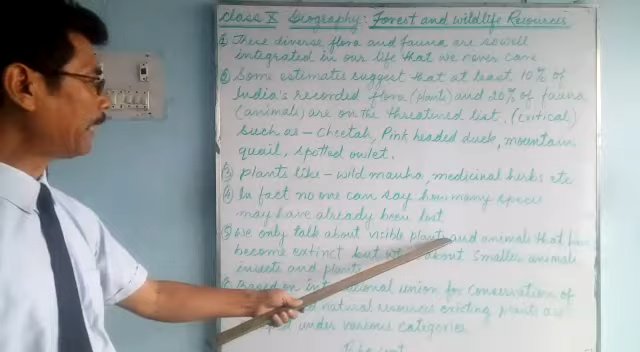 Class X Geography: Forest and wildlife Resources
① These diverse flora and fauna are so well
integrated in our life that we never care
② Some estimates suggest that at least 10% of
India's recorded flora (plants) and 20% of fauna
(animals) are on the threatened list, (critical)
such as - Cheetah, Pink headed duck, mountain
quail, spotted owlet.
③ plants like - wild mauha, medicinal herbs etc
④ In fact no one can say how many species
may have already been lost
⑤ We only talk about visible plants and animals that have
become extinct but about smaller animals
insects and plants
Based on union for conservation of
natural resources existing plants are
under various categories